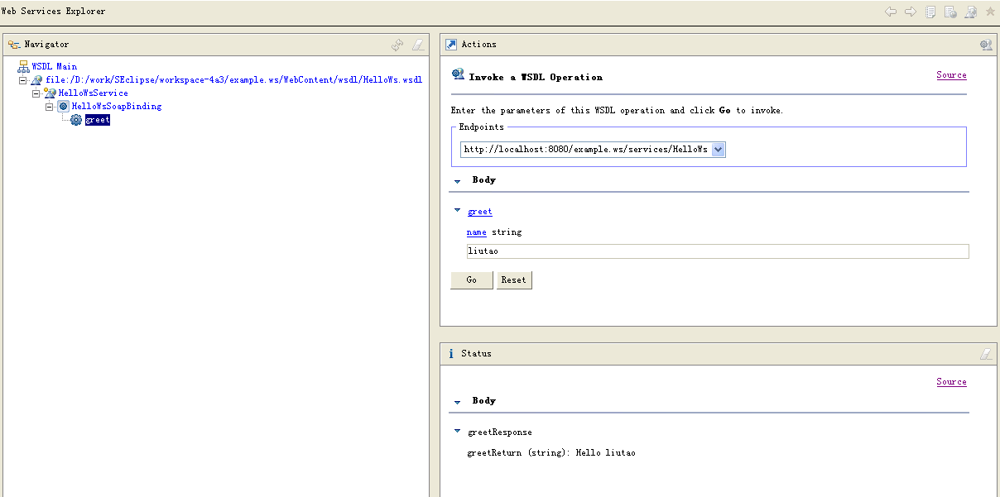 Web Services Explorer
Navigator
WSDL Main
file:/D:/work/SEclipse/workspace-4a3/example.ws/WebContent/wsdl/HelloWs.wsdl
HelloWsService
HelloWsSoapBinding
greet
Actions
Invoke a WSDL Operation
Source
Enter the parameters of this WSDL operation and click Go to invoke.
Endpoints
http://localhost:8080/example.ws/services/HelloWs
Body
greet
name string
liutao
Go Reset
Status
Source
Body
greetResponse
greetReturn (string): Hello liutao